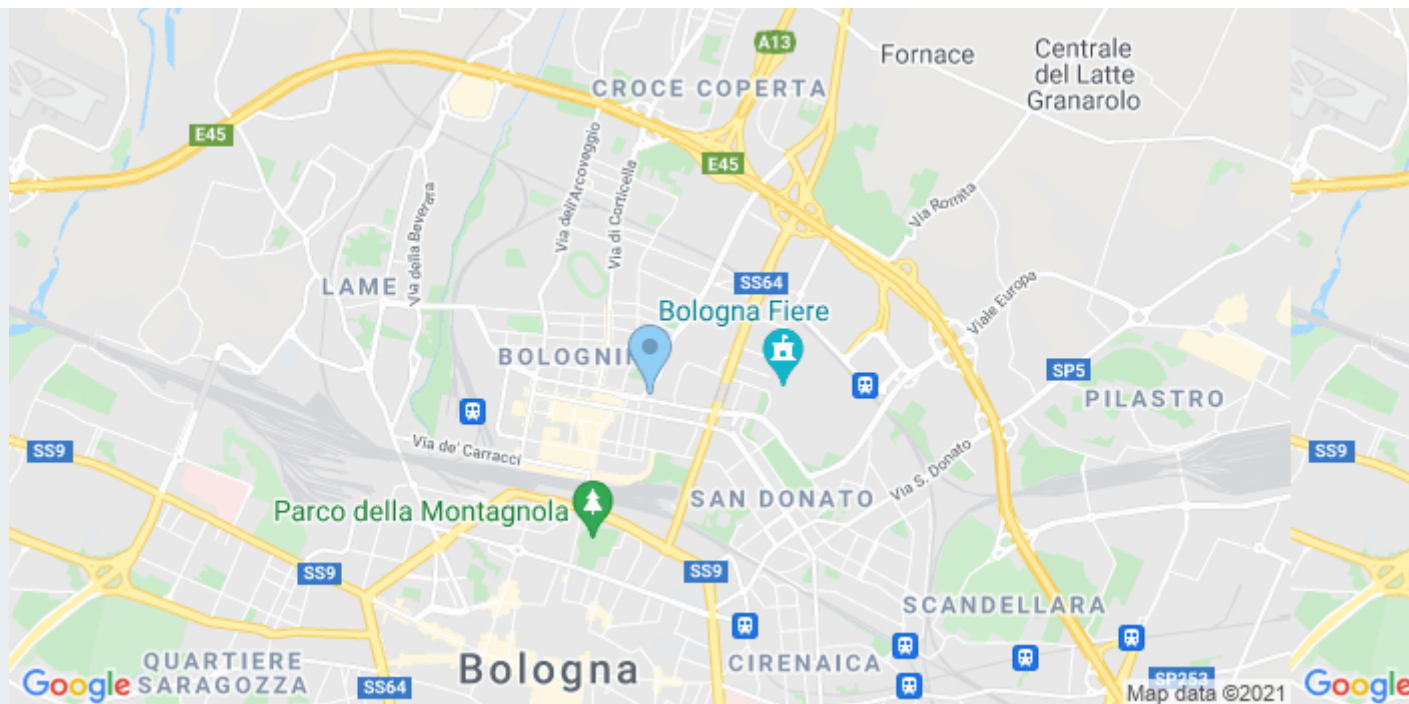 A13
Fornace
Centrale
del Latte
Granarolo
CROCE COPERTA
E45
E45
Via dell'Arcoveggio
Via di Corticella
Via della Beverara
Via Romita
LAME
SS64
Viale Europa
Bologna Fiere
SP5
PILASTRO
SS9
Via de' Carracci
SS9
Via S. Donato
SAN DONATO
Parco della Montagnola
SS9
SS9
SCANDELLARA
QUARTIERE
SARAGOZZA
Bologna
CIRENAICA
SS64
SP253
Google
Map data ©2021
Google